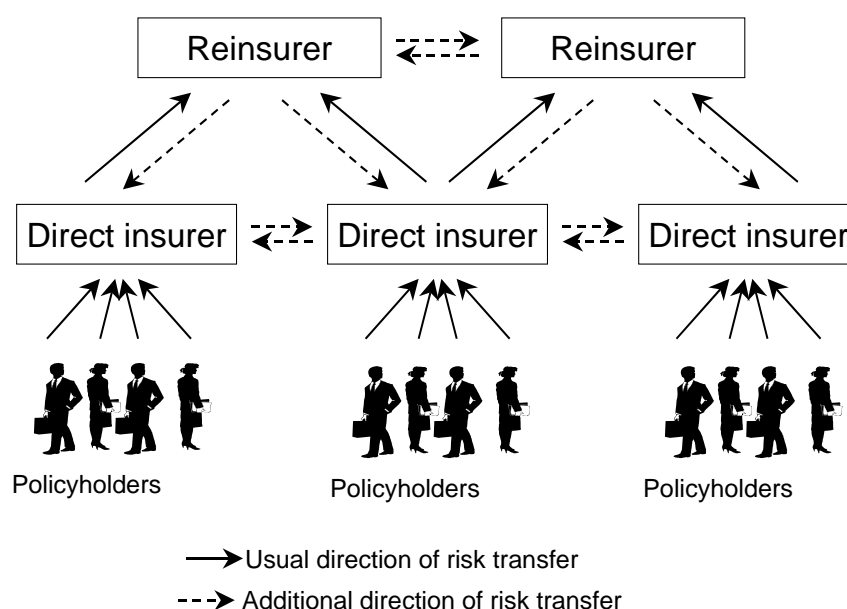 Reinsurer
Reinsurer
Direct insurer
Direct insurer
Direct insurer
Policyholders
Policyholders
Policyholders
Usual direction of risk transfer
Additional direction of risk transfer